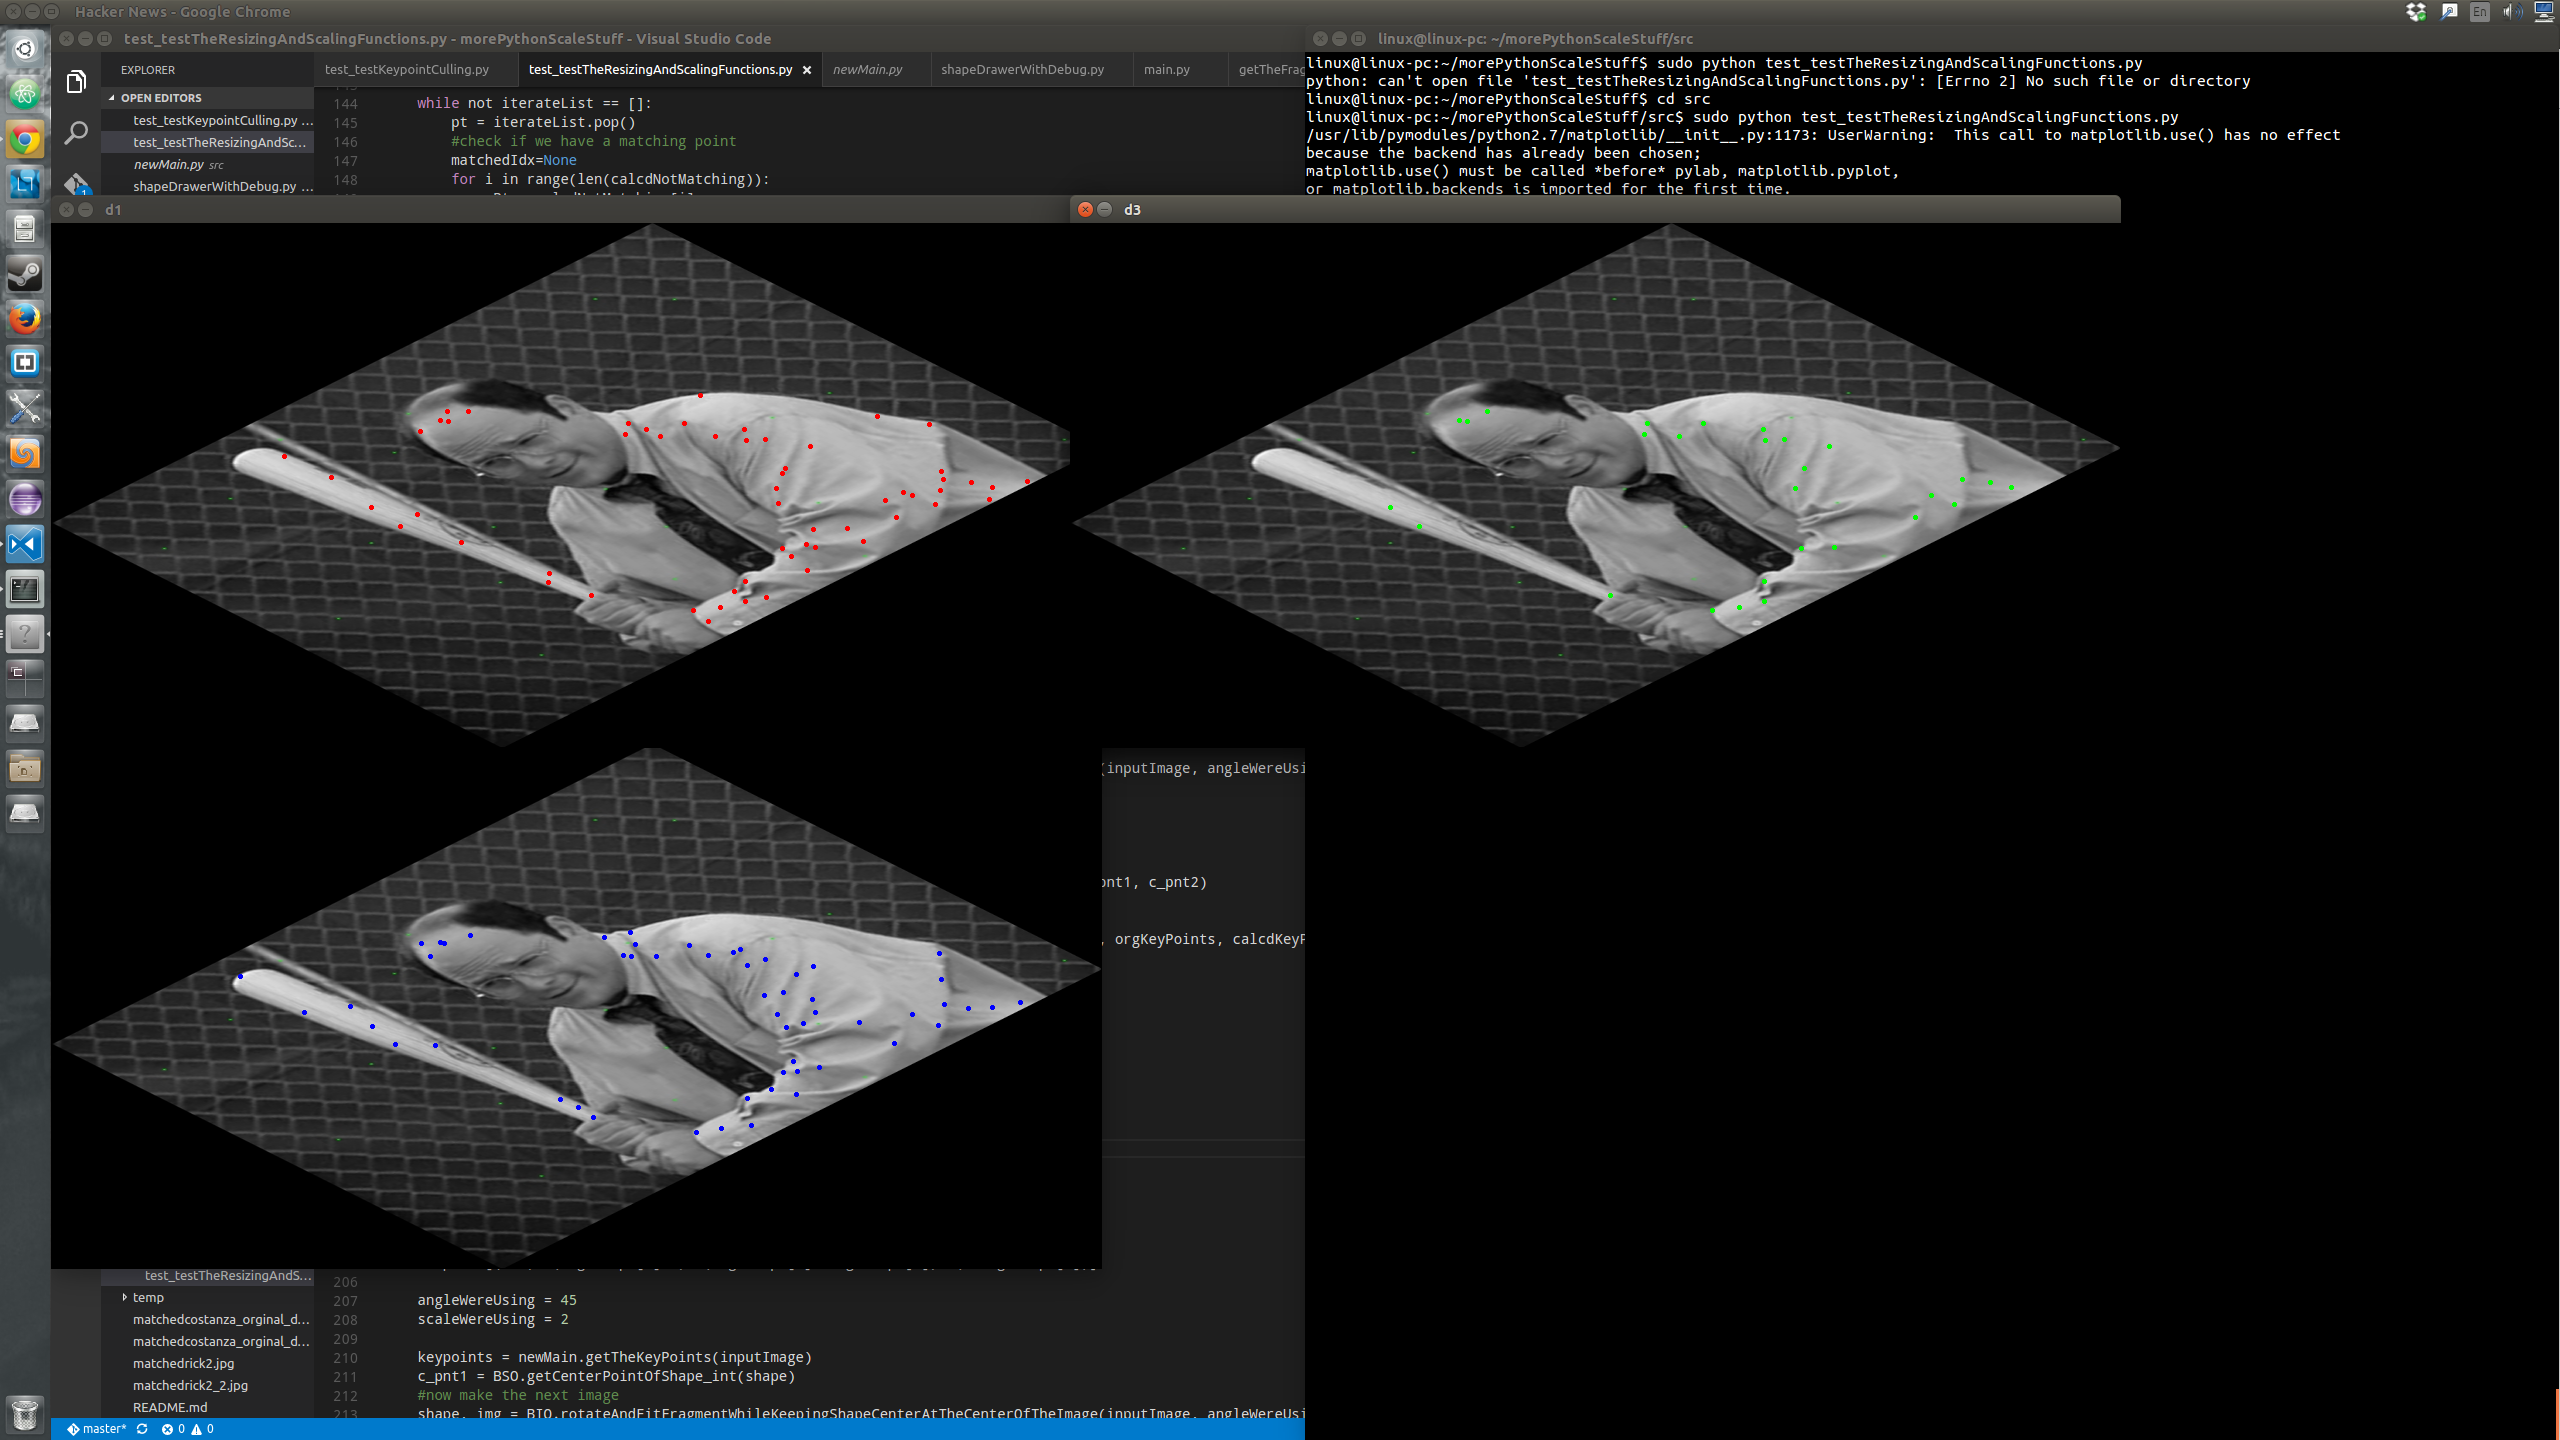 Hacker News - Google Chrome
En
test_testTheResizingAndScalingFunctions.py - morePythonScaleStuff - Visual Studio Code
linux@linux-pc: ~/morePythonScaleStuff/src
EXPLORER
test_testKeypointCulling.py
test_testTheResizingAndScalingFunctions.py
newMain.py
shapeDrawerWithDebug.py
main.py
getTheFrag
OPEN EDITORS
test_testKeypointCulling.py ...
test_testTheResizingAndSc...
newMain.py src
shapeDrawerWithDebug.py ...
1
144 while not iterateList == []:
145 pt = iterateList.pop()
146 #check if we have a matching point
147 matchedIdx=None
148 for i in range(len(calcdNotMatching)):
linux@linux-pc:~/morePythonScaleStuff$ sudo python test_testTheResizingAndScalingFunctions.py
python: can't open file 'test_testTheResizingAndScalingFunctions.py': [Errno 2] No such file or directory
linux@linux-pc:~/morePythonScaleStuff$ cd src
linux@linux-pc:~/morePythonScaleStuff/src$ sudo python test_testTheResizingAndScalingFunctions.py
/usr/lib/pymodules/python2.7/matplotlib/__init__.py:1173: UserWarning:  This call to matplotlib.use() has no effect
because the backend has already been chosen;
matplotlib.use() must be called *before* pylab, matplotlib.pyplot,
or matplotlib.backends is imported for the first time.
d1
d3
(inputImage, angleWereUsi
pnt1, c_pnt2)
, orgKeyPoints, calcdKeyP
test_testTheResizingAndS...
temp
matchedcostanza_orginal_d...
matchedcostanza_orginal_d...
matchedrick2.jpg
matchedrick2_2.jpg
README.md
206
207 angleWereUsing = 45
208 scaleWereUsing = 2
209
210 keypoints = newMain.getTheKeyPoints(inputImage)
211 c_pnt1 = BSO.getCenterPointOfShape_int(shape)
212 #now make the next image
213 shape, img = BIO.rotateAndFitFragmentWhileKeepingShapeCenterAtTheCenterOfTheImage(inputImage, angleWereUsi
master* 0 0